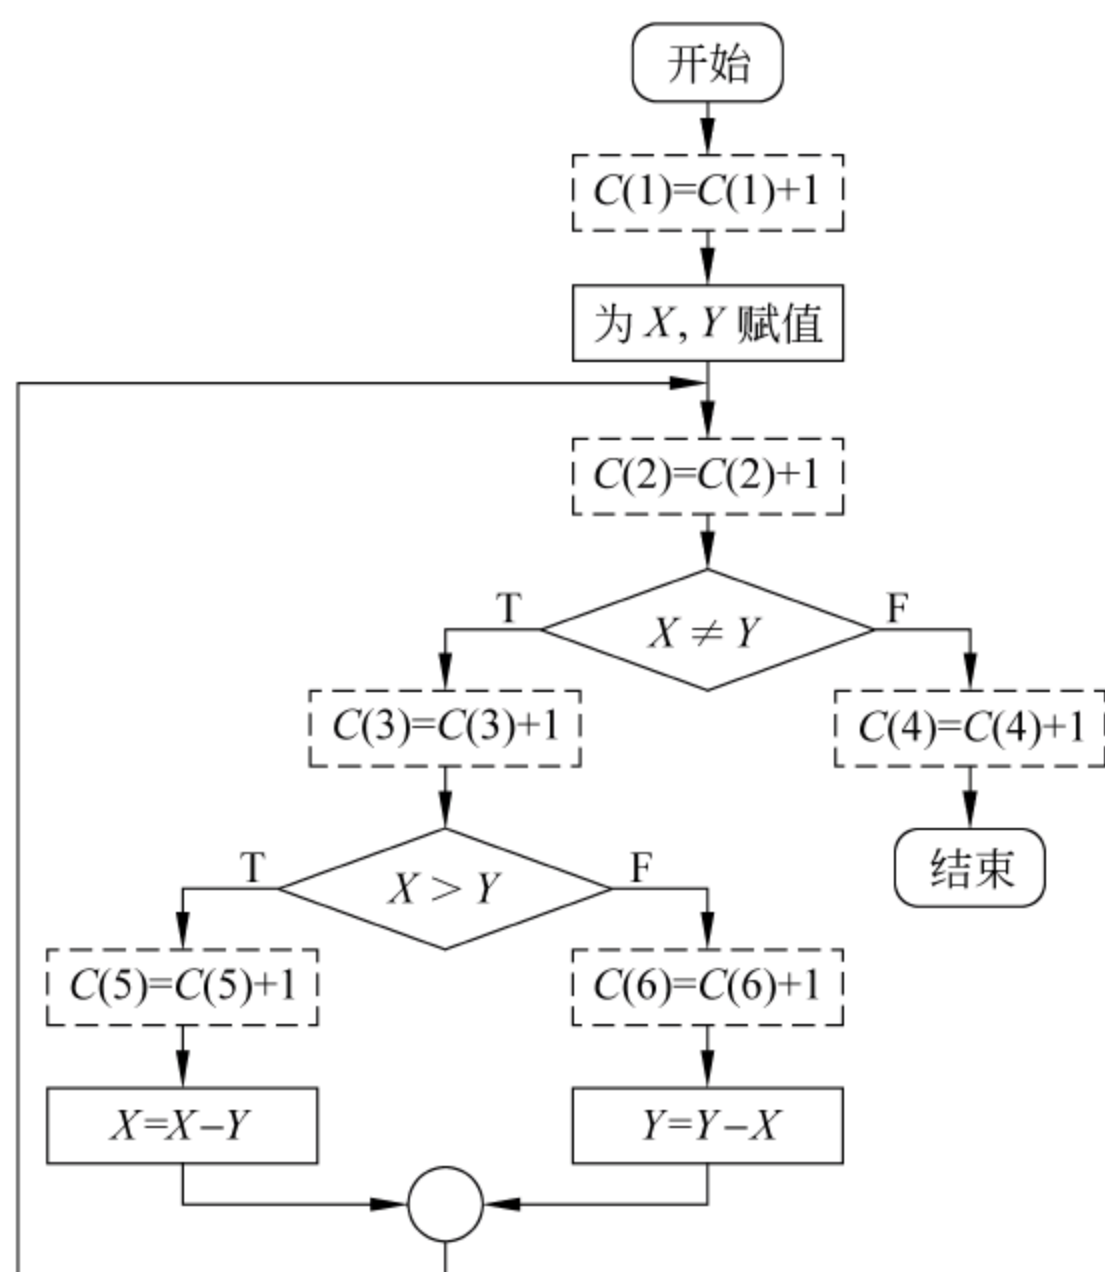 开始
C(1)=C(1)+1
为 X, Y 赋值
C(2)=C(2)+1
T
X ≠ Y
F
C(3)=C(3)+1
C(4)=C(4)+1
T
X > Y
F
结束
C(5)=C(5)+1
C(6)=C(6)+1
X=X–Y
Y=Y–X